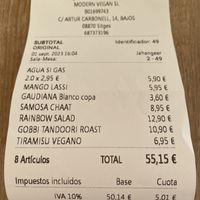 MODERN VEGAN SL
B01699743
C/ ARTUR CARBONELL, 14, BAJOS
08870 Sitges
687373196
SUBTOTAL Identificador: 49
ORIGINAL
01 sept. 2023 16:04 Jahangeer
Sala-Mesa: 2 - 49
AGUA SI GAS
2.0 x 2,95 € 5,90 €
MANGO LASSI 5,95 €
GAUDIANA Blanco copa 3,60 €
SAMOSA CHAAT 8,95 €
RAINBOW SALAD 12,90 €
GOBBI TANDOORI ROAST 10,90 €
TIRAMISU VEGANO 6,95 €
8 Artículos TOTAL 55,15 €
Impuestos incluidos Base Cuota
IVA 10% 50,14 € 5,01 €